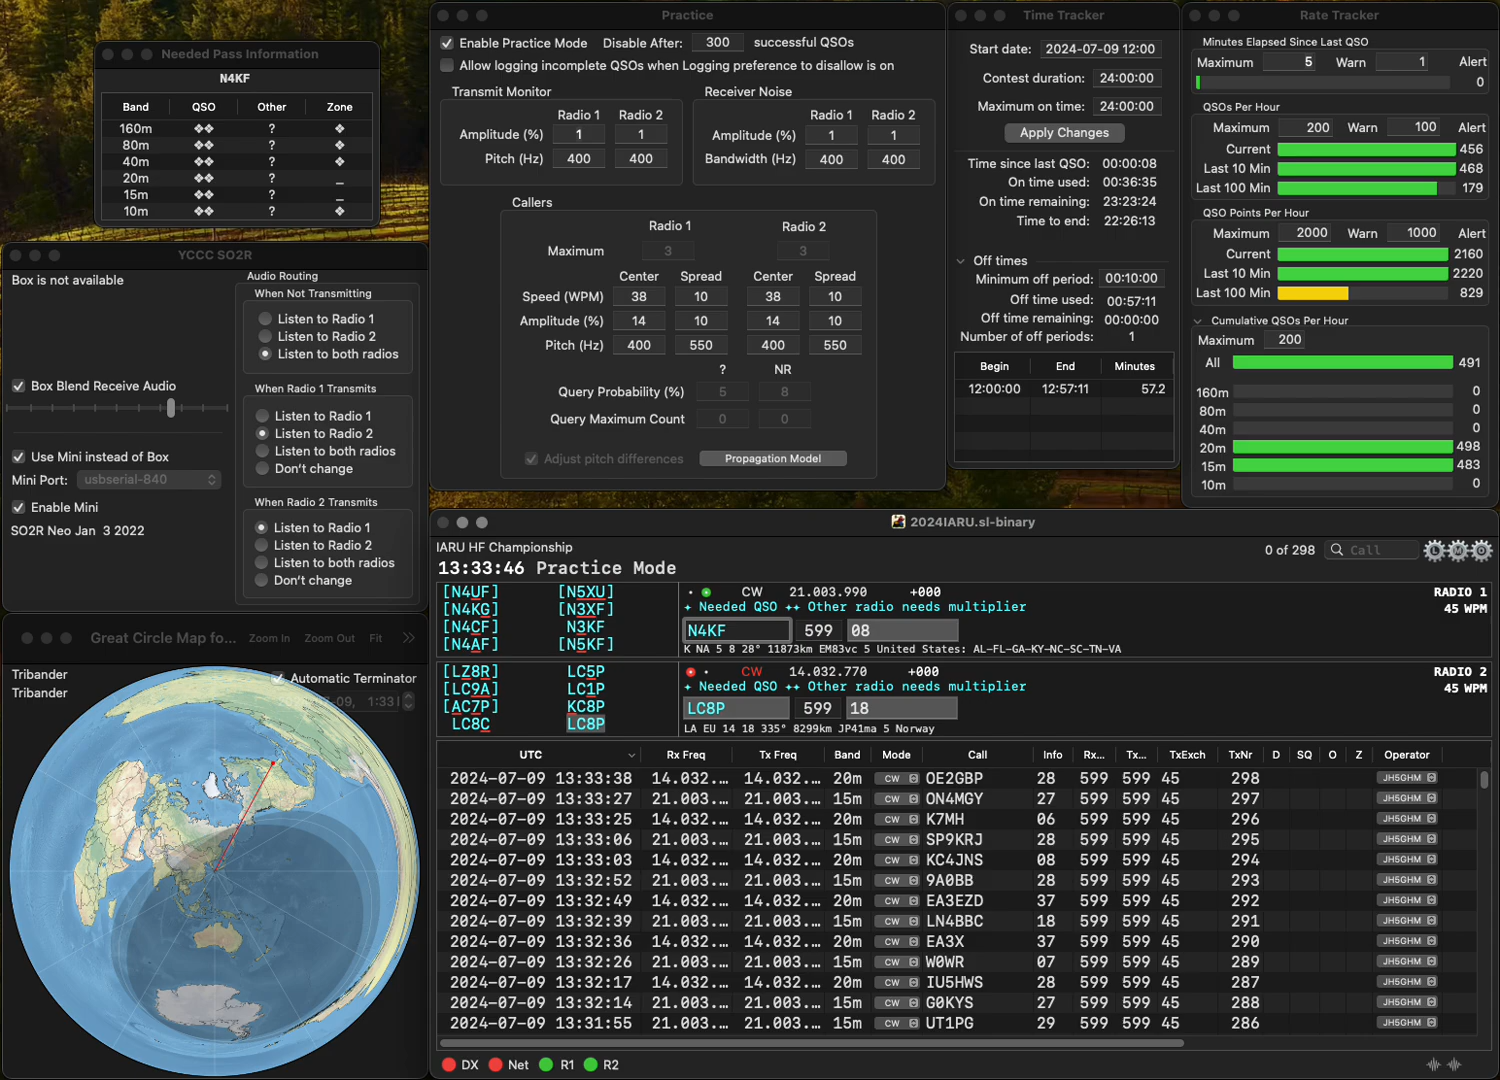 Needed Pass Information
N4KF
Band QSO Other Zone
160m ❖❖ ? ❖
80m ❖❖ ? ❖
40m ❖❖ ? ❖
20m ❖❖ ? _
15m ❖❖ ? _
10m ❖❖ ? ❖
YCCC SO2R
Box is not available
Box Blend Receive Audio
Use Mini instead of Box
Mini Port: usbserial-840
Enable Mini
SO2R Neo Jan 3 2022
Audio Routing
When Not Transmitting
Listen to Radio 1
Listen to Radio 2
Listen to both radios
When Radio 1 Transmits
Listen to Radio 1
Listen to Radio 2
Listen to both radios
Don't change
When Radio 2 Transmits
Listen to Radio 1
Listen to Radio 2
Listen to both radios
Don't change
Great Circle Map fo... Zoom In Zoom Out Fit
Tribander
Tribander
Automatic Terminator
Practice
Enable Practice Mode Disable After: 300 successful QSOs
Allow logging incomplete QSOs when Logging preference to disallow is on
Transmit Monitor
Radio 1 Radio 2
Amplitude (%) 1 1
Pitch (Hz) 400 400
Receiver Noise
Radio 1 Radio 2
Amplitude (%) 1 1
Bandwidth (Hz) 400 400
Callers
Radio 1 Radio 2
Maximum 3 3
Center Spread Center Spread
Speed (WPM) 38 10 38 10
Amplitude (%) 14 10 14 10
Pitch (Hz) 400 550 400 550
? NR
Query Probability (%) 5 8
Query Maximum Count 0 0
Adjust pitch differences Propagation Model
Time Tracker
Start date: 2024-07-09 12:00
Contest duration: 24:00:00
Maximum on time: 24:00:00
Apply Changes
Time since last QSO: 00:00:08
On time used: 00:36:35
On time remaining: 23:23:24
Time to end: 22:26:13
Off times
Minimum off period: 00:10:00
Off time used: 00:57:11
Off time remaining: 00:00:00
Number of off periods: 1
Begin End Minutes
12:00:00 12:57:11 57.2
Rate Tracker
Minutes Elapsed Since Last QSO
Maximum 5 Warn 1 Alert
0
QSOs Per Hour
Maximum 200 Warn 100 Alert
Current 456
Last 10 Min 468
Last 100 Min 179
QSO Points Per Hour
Maximum 2000 Warn 1000 Alert
Current 2160
Last 10 Min 2220
Last 100 Min 829
Cumulative QSOs Per Hour
Maximum 200
All 491
160m 0
80m 0
40m 0
20m 498
15m 483
10m 0
2024IARU.sl-binary
IARU HF Championship
0 of 298 Call
13:33:46 Practice Mode
[N4UF] [N5XU]
[N4KG] [N3XF]
[N4CF] N3KF
[N4AF] [N5KF]
CW 21.003.990 +000 RADIO 1
✦ Needed QSO ✦✦ Other radio needs multiplier 45 WPM
N4KF 599 08
K NA 5 8 28° 11873km EM83vc 5 United States: AL-FL-GA-KY-NC-SC-TN-VA
[LZ8R] LC5P
[LC9A] LC1P
[AC7P] KC8P
LC8C LC8P
CW 14.032.770 +000 RADIO 2
✦ Needed QSO ✦✦ Other radio needs multiplier 45 WPM
LC8P 599 18
LA EU 14 18 335° 8299km JP41ma 5 Norway
UTC Rx Freq Tx Freq Band Mode Call Info Rx... Tx... TxExch TxNr D SQ O Z Operator
2024-07-09 13:33:38 14.032.... 14.032.... 20m CW OE2GBP 28 599 599 45 298 JH5GHM
2024-07-09 13:33:27 21.003.... 21.003.... 15m CW ON4MGY 27 599 599 45 297 JH5GHM
2024-07-09 13:33:25 14.032.... 14.032.... 20m CW K7MH 06 599 599 45 296 JH5GHM
2024-07-09 13:33:06 21.003.... 21.003.... 15m CW SP9KRJ 28 599 599 45 295 JH5GHM
2024-07-09 13:33:03 14.032.... 14.032.... 20m CW KC4JNS 08 599 599 45 294 JH5GHM
2024-07-09 13:32:52 21.003.... 21.003.... 15m CW 9A0BB 28 599 599 45 293 JH5GHM
2024-07-09 13:32:49 14.032.... 14.032.... 20m CW EA3EZD 37 599 599 45 292 JH5GHM
2024-07-09 13:32:39 21.003.... 21.003.... 15m CW LN4BBC 18 599 599 45 291 JH5GHM
2024-07-09 13:32:36 14.032.... 14.032.... 20m CW EA3X 37 599 599 45 290 JH5GHM
2024-07-09 13:32:26 21.003.... 21.003.... 15m CW W0WR 07 599 599 45 289 JH5GHM
2024-07-09 13:32:17 14.032.... 14.032.... 20m CW IU5HWS 28 599 599 45 287 JH5GHM
2024-07-09 13:32:14 21.003.... 21.003.... 15m CW G0KYS 27 599 599 45 288 JH5GHM
2024-07-09 13:31:55 21.003.... 21.003.... 15m CW UT1PG 29 599 599 45 286 JH5GHM
DX Net R1 R2